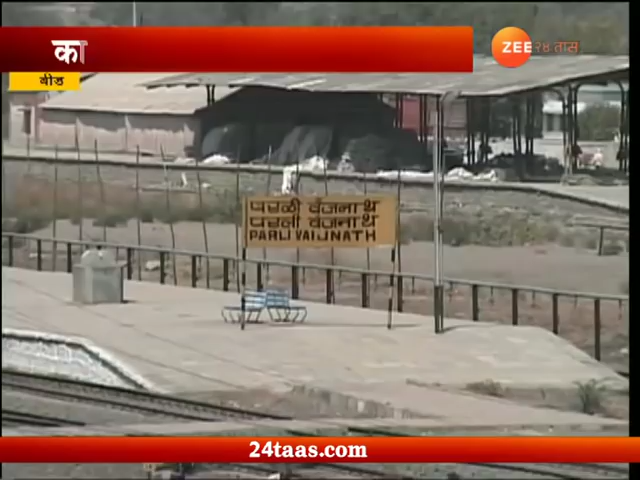 का
ZEE २४ तास
बीड
परळी वैजनाथ
परली वैजनाथ
PARLI VAIJNATH
24taas.com